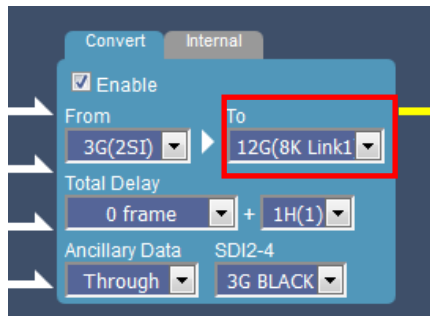 Convert Internal
Enable
From To
3G(2SI) 12G(8K Link1
Total Delay
0 frame + 1H(1)
Ancillary Data SDI2-4
Through 3G BLACK